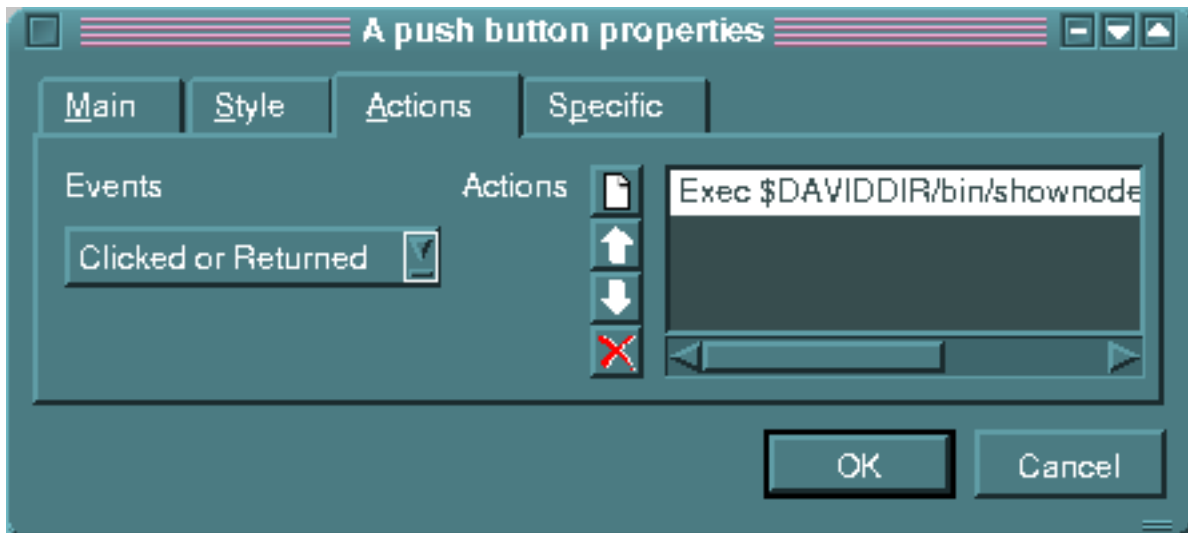 A push button properties
Main Style Actions Specific
Events Actions Exec $DAVIDDIR/bin/shownode
Clicked or Returned
OK Cancel